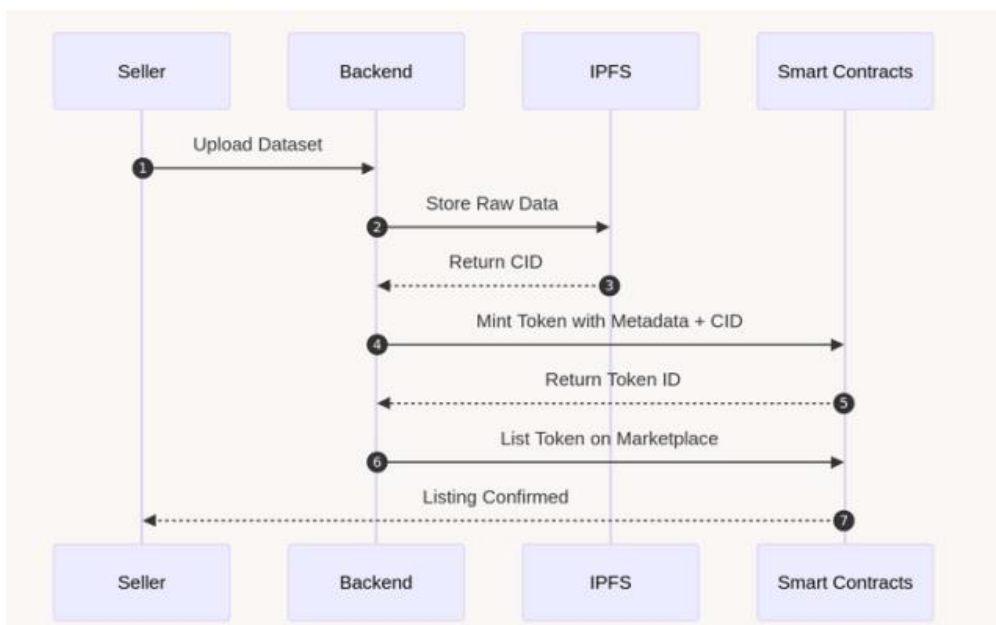 Seller
Backend
IPFS
Smart Contracts
Upload Dataset
1
Store Raw Data
2
Return CID
3
Mint Token with Metadata + CID
4
Return Token ID
5
List Token on Marketplace
6
Listing Confirmed
7
Seller
Backend
IPFS
Smart Contracts